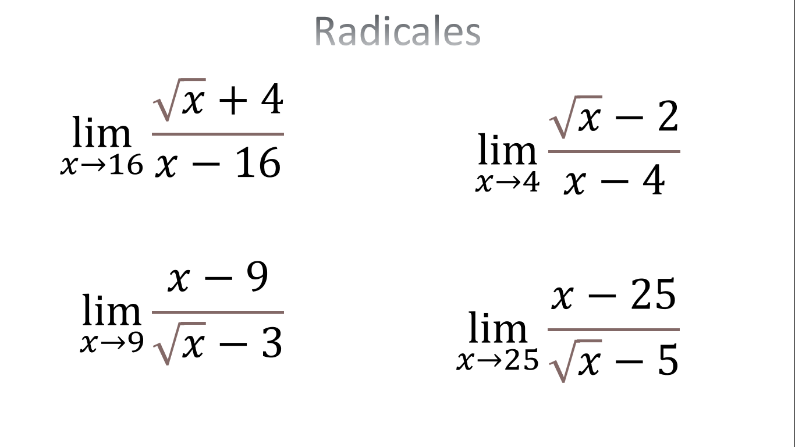 Radicales
lim x→16 (√x + 4)/(x − 16)
lim x→4 (√x − 2)/(x − 4)
lim x→9 (x − 9)/(√x − 3)
lim x→25 (x − 25)/(√x − 5)